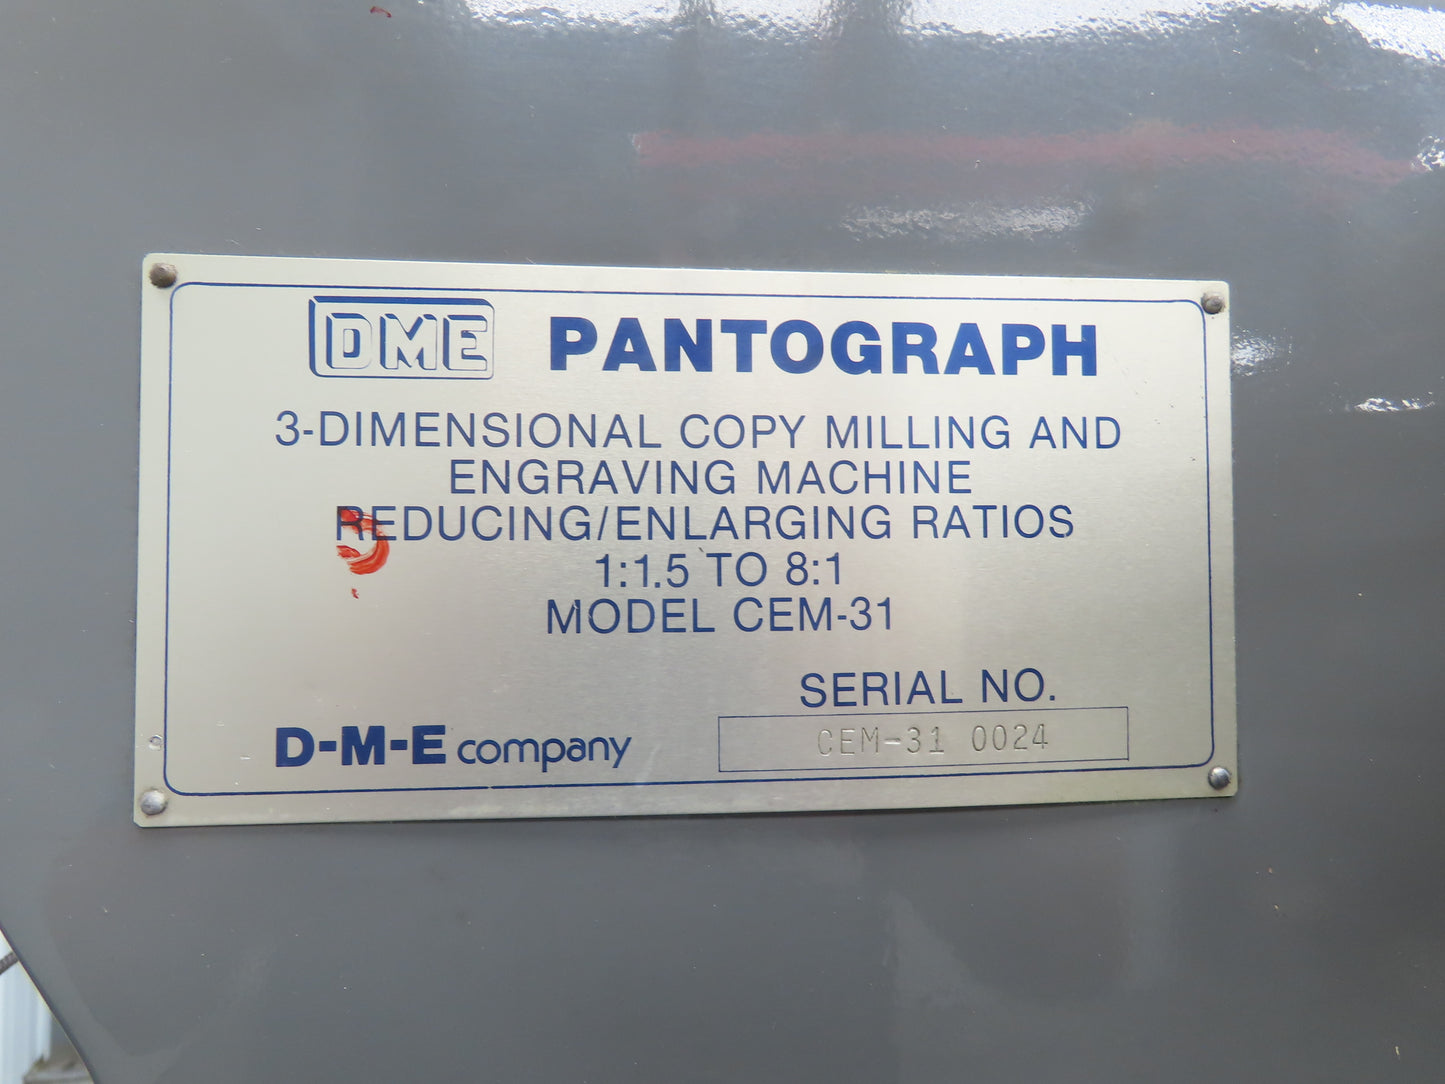 DME PANTOGRAPH
3-DIMENSIONAL COPY MILLING AND
ENGRAVING MACHINE
REDUCING/ENLARGING RATIOS
1:1.5 TO 8:1
MODEL CEM-31
SERIAL NO.
D-M-E company CEM-31 0024